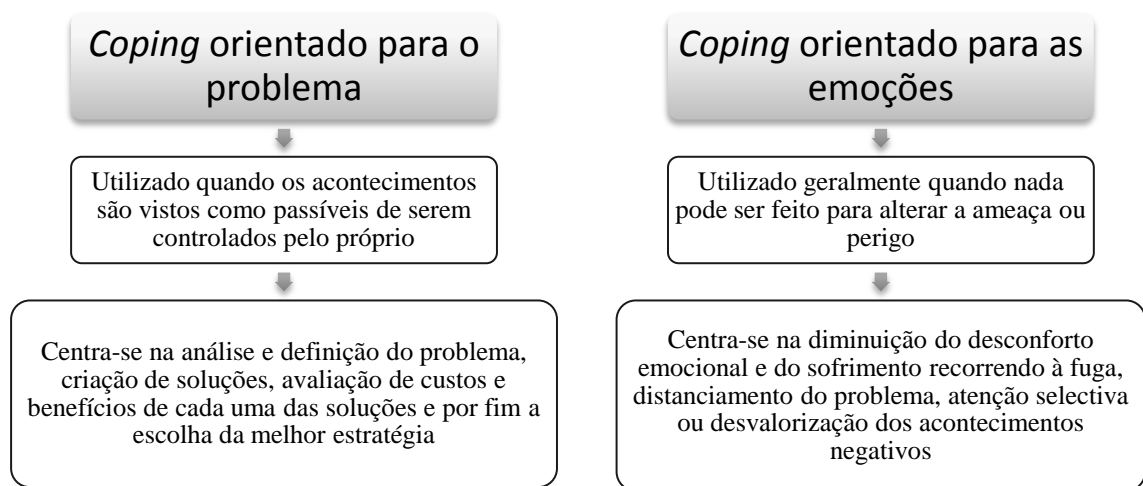 Coping orientado para o
problema
Utilizado quando os acontecimentos
são vistos como passíveis de serem
controlados pelo próprio
Centra-se na análise e definição do problema,
criação de soluções, avaliação de custos e
benefícios de cada uma das soluções e por fim a
escolha da melhor estratégia
Coping orientado para as
emoções
Utilizado geralmente quando nada
pode ser feito para alterar a ameaça ou
perigo
Centra-se na diminuição do desconforto
emocional e do sofrimento recorrendo à fuga,
distanciamento do problema, atenção selectiva
ou desvalorização dos acontecimentos
negativos